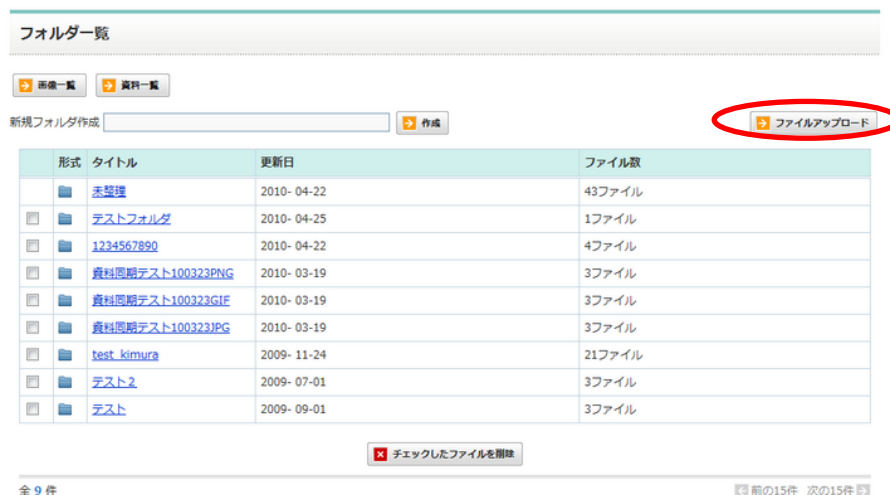 フォルダ一覧
画像一覧 資料一覧
新規フォルダ作成 作成 ファイルアップロード
形式 タイトル 更新日 ファイル数
未整理 2010-04-22 43ファイル
テストフォルダ 2010-04-25 1ファイル
1234567890 2010-04-22 4ファイル
資料同期テスト100323PNG 2010-03-19 3ファイル
資料同期テスト100323GIF 2010-03-19 3ファイル
資料同期テスト100323JPG 2010-03-19 3ファイル
test_kimura 2009-11-24 21ファイル
テスト2 2009-07-01 3ファイル
テスト 2009-09-01 3ファイル
チェックしたファイルを削除
全 9 件 前の15件 次の15件